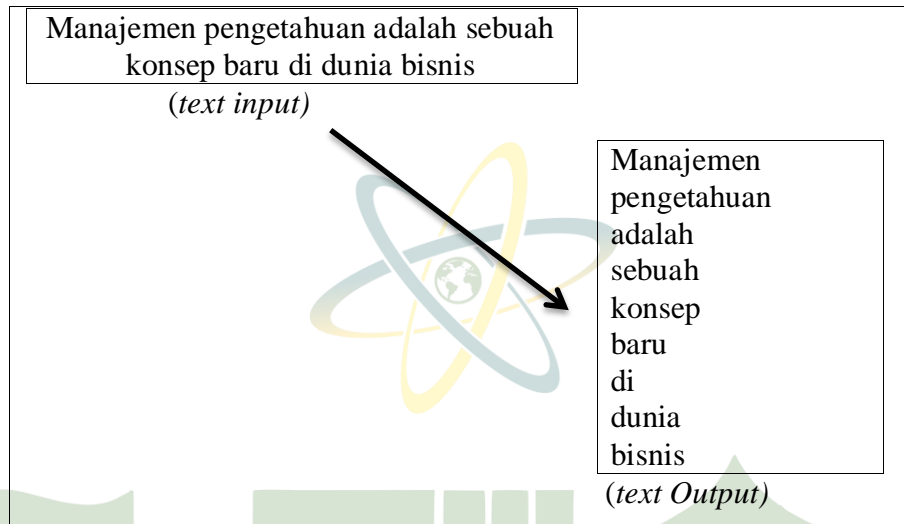 Manajemen pengetahuan adalah sebuah
konsep baru di dunia bisnis
(text input)
Manajemen
pengetahuan
adalah
sebuah
konsep
baru
di
dunia
bisnis
(text Output)